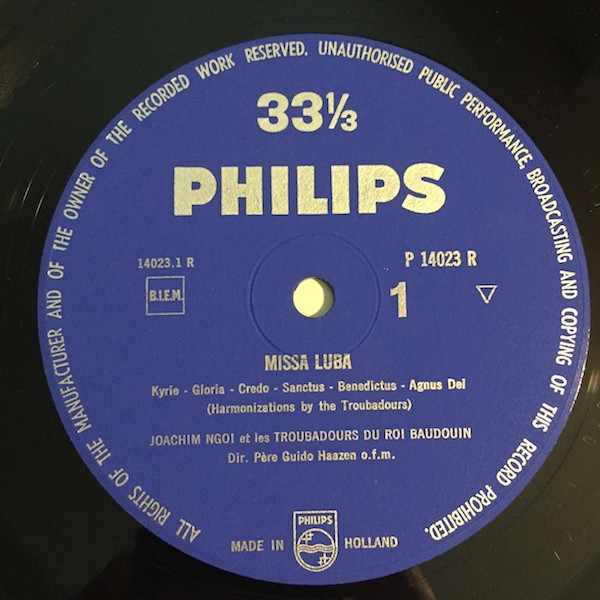 ALL RIGHTS OF THE MANUFACTURER AND OF THE OWNER OF THE RECORDED WORK RESERVED. UNAUTHORISED PUBLIC PERFORMANCE, BROADCASTING AND COPYING OF THIS RECORD PROHIBITED.
33⅓
PHILIPS
14023.1 R
P 14023 R
B.I.E.M.
1
MISSA LUBA
Kyrie - Gloria - Credo - Sanctus - Benedictus - Agnus Dei
(Harmonizations by the Troubadours)
JOACHIM NGOI et les TROUBADOURS DU ROI BAUDOUIN
Dir. Père Guido Haazen o.f.m.
PHILIPS
MADE IN HOLLAND